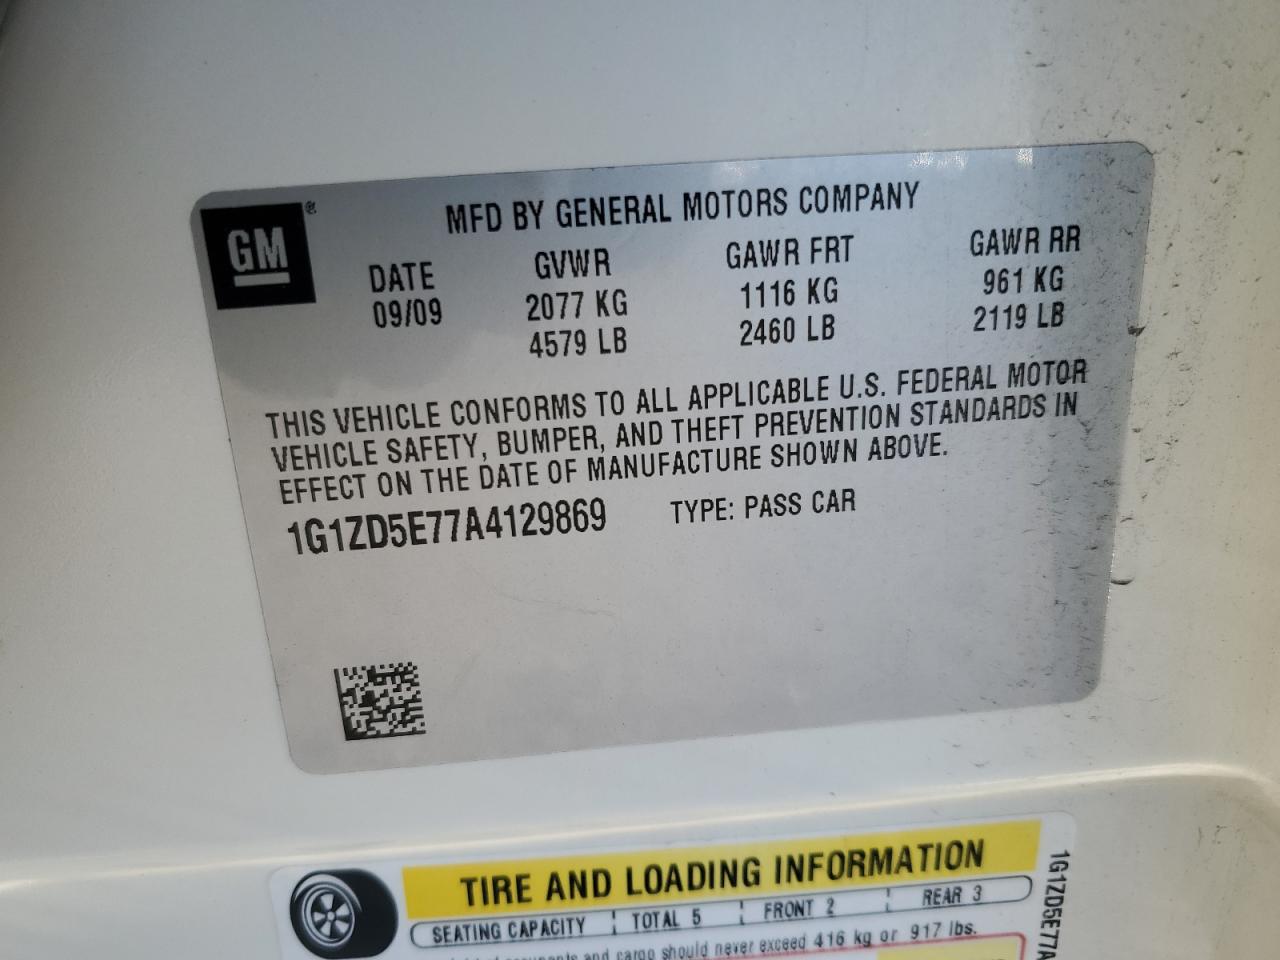 GM®
MFD BY GENERAL MOTORS COMPANY
DATE GVWR GAWR FRT GAWR RR
09/09 2077 KG 1116 KG 961 KG
4579 LB 2460 LB 2119 LB
THIS VEHICLE CONFORMS TO ALL APPLICABLE U.S. FEDERAL MOTOR
VEHICLE SAFETY, BUMPER, AND THEFT PREVENTION STANDARDS IN
EFFECT ON THE DATE OF MANUFACTURE SHOWN ABOVE.
1G1ZD5E77A4129869 TYPE: PASS CAR
TIRE AND LOADING INFORMATION
SEATING CAPACITY TOTAL 5 FRONT 2 REAR 3
and cargo should never exceed 416 kg or 917 lbs.
1G1ZD5E77A